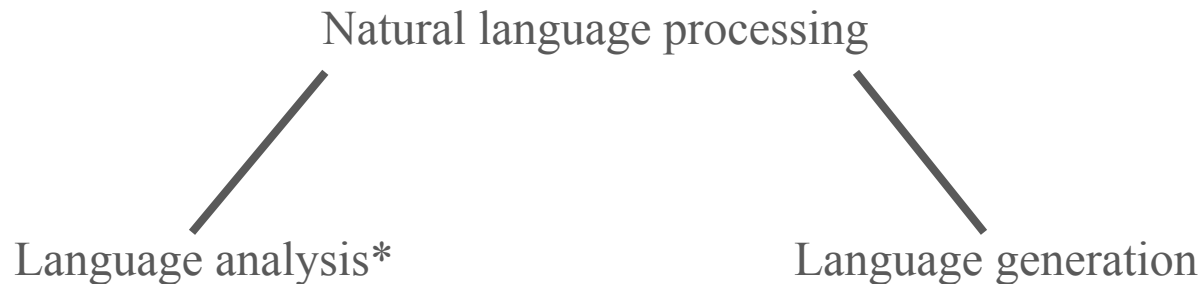 Natural language processing
Language analysis*
Language generation